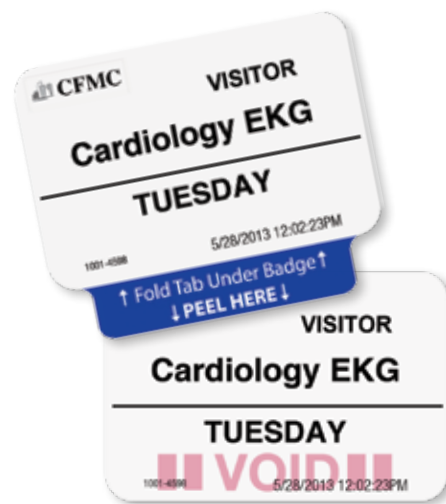 CFMC
VISITOR
Cardiology EKG
TUESDAY
1001-4598 5/28/2013 12:02:23PM
↑ Fold Tab Under Badge ↑
↓ PEEL HERE ↓
VISITOR
Cardiology EKG
TUESDAY
VOID
1001-4598 5/28/2013 12:02:23PM